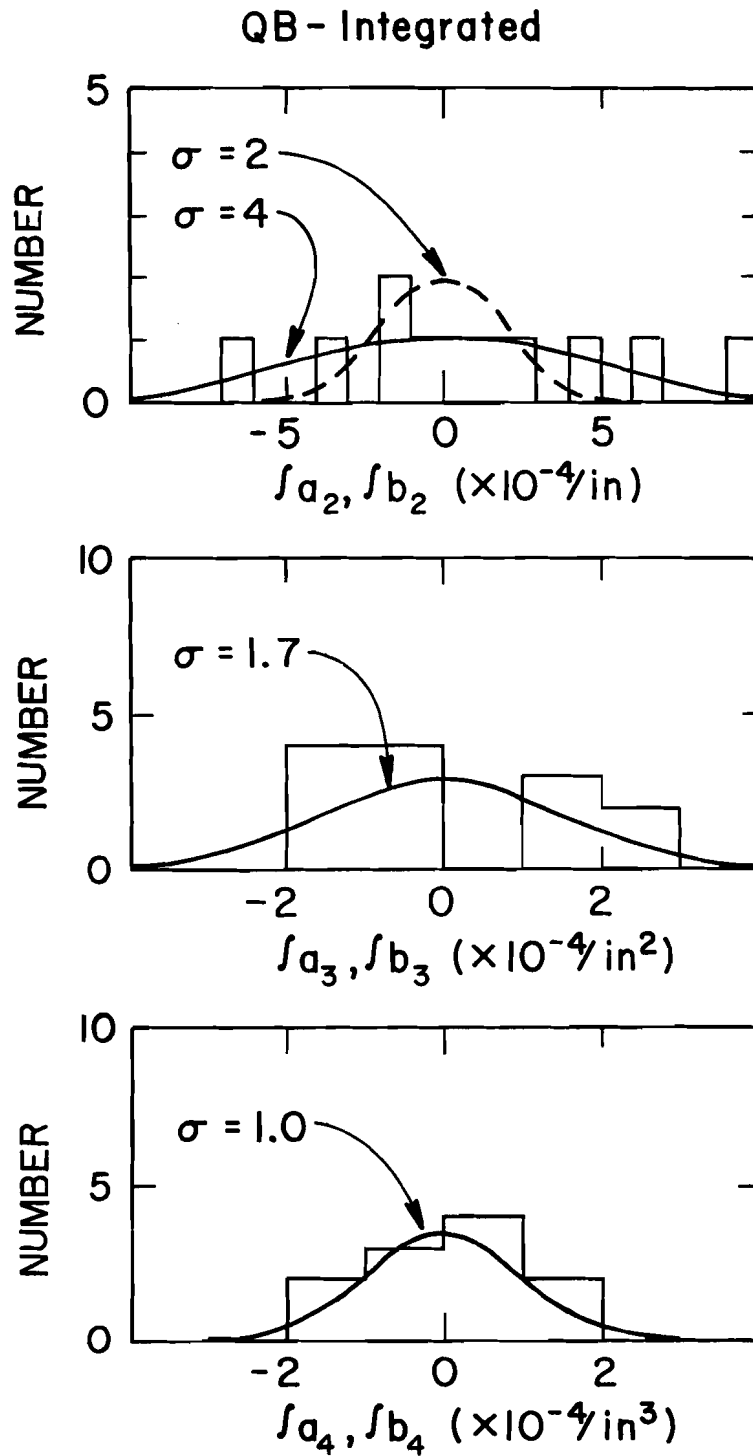 QB - Integrated
5
σ = 2
σ = 4
NUMBER
0
-5 0 5
∫a₂, ∫b₂ (×10⁻⁴/in)
10
σ = 1.7
NUMBER
5
0
-2 0 2
∫a₃, ∫b₃ (×10⁻⁴/in²)
10
σ = 1.0
NUMBER
5
0
-2 0 2
∫a₄, ∫b₄ (×10⁻⁴/in³)